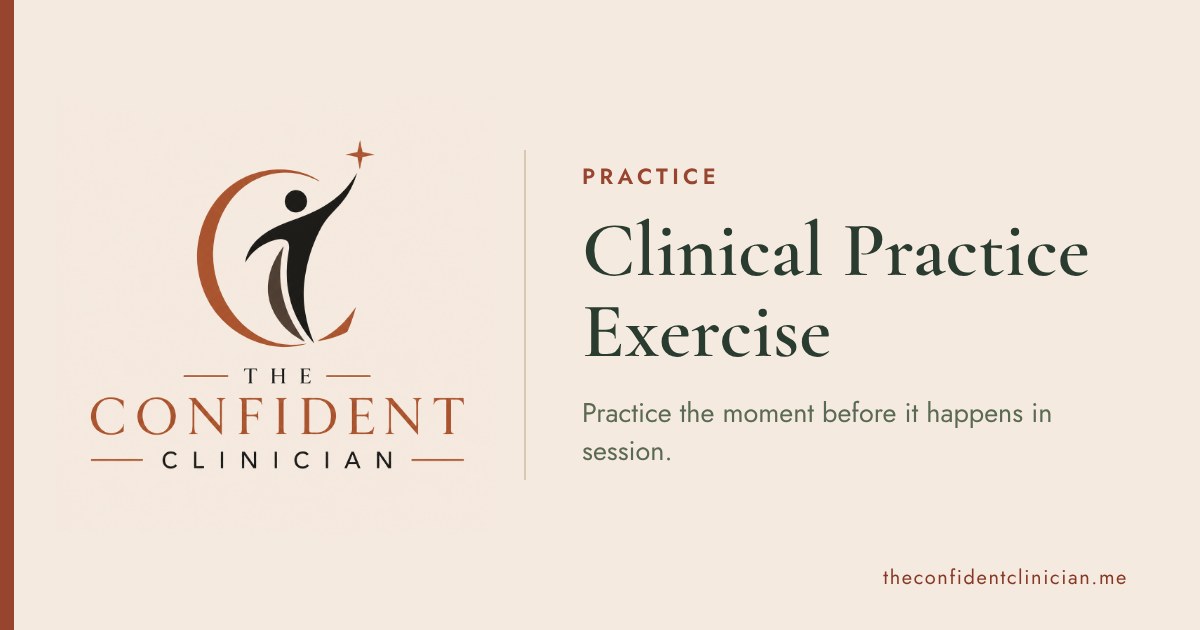 THE
CONFIDENT
CLINICIAN
PRACTICE
Clinical Practice
Exercise
Practice the moment before it happens in
session.
theconfidentclinician.me